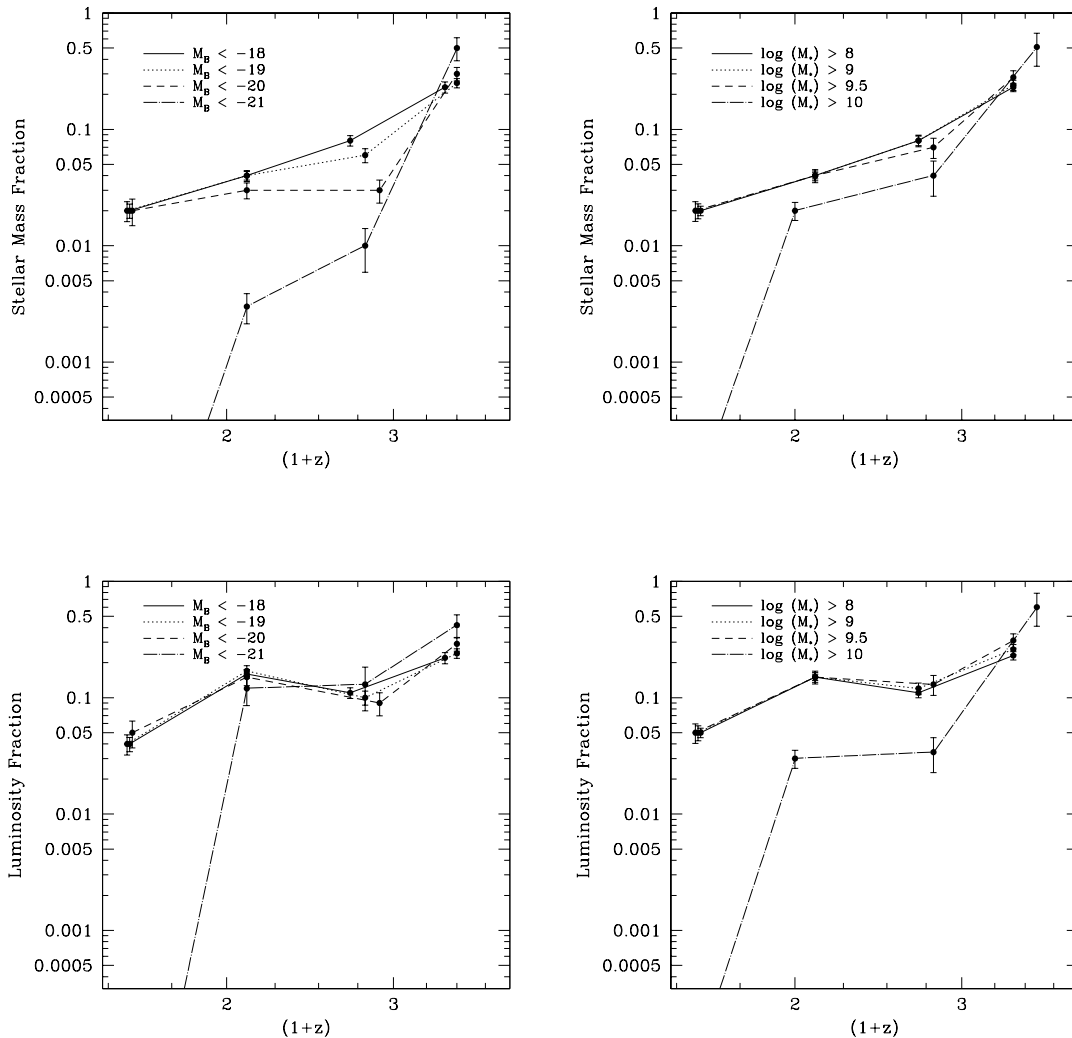 1
0.5
0.1
0.05
0.01
0.005
0.001
0.0005
Stellar Mass Fraction
M_B < −18
M_B < −19
M_B < −20
M_B < −21
2
3
(1+z)
1
0.5
0.1
0.05
0.01
0.005
0.001
0.0005
Stellar Mass Fraction
log (M_*) > 8
log (M_*) > 9
log (M_*) > 9.5
log (M_*) > 10
2
3
(1+z)
1
0.5
0.1
0.05
0.01
0.005
0.001
0.0005
Luminosity Fraction
M_B < −18
M_B < −19
M_B < −20
M_B < −21
2
3
(1+z)
1
0.5
0.1
0.05
0.01
0.005
0.001
0.0005
Luminosity Fraction
log (M_*) > 8
log (M_*) > 9
log (M_*) > 9.5
log (M_*) > 10
2
3
(1+z)